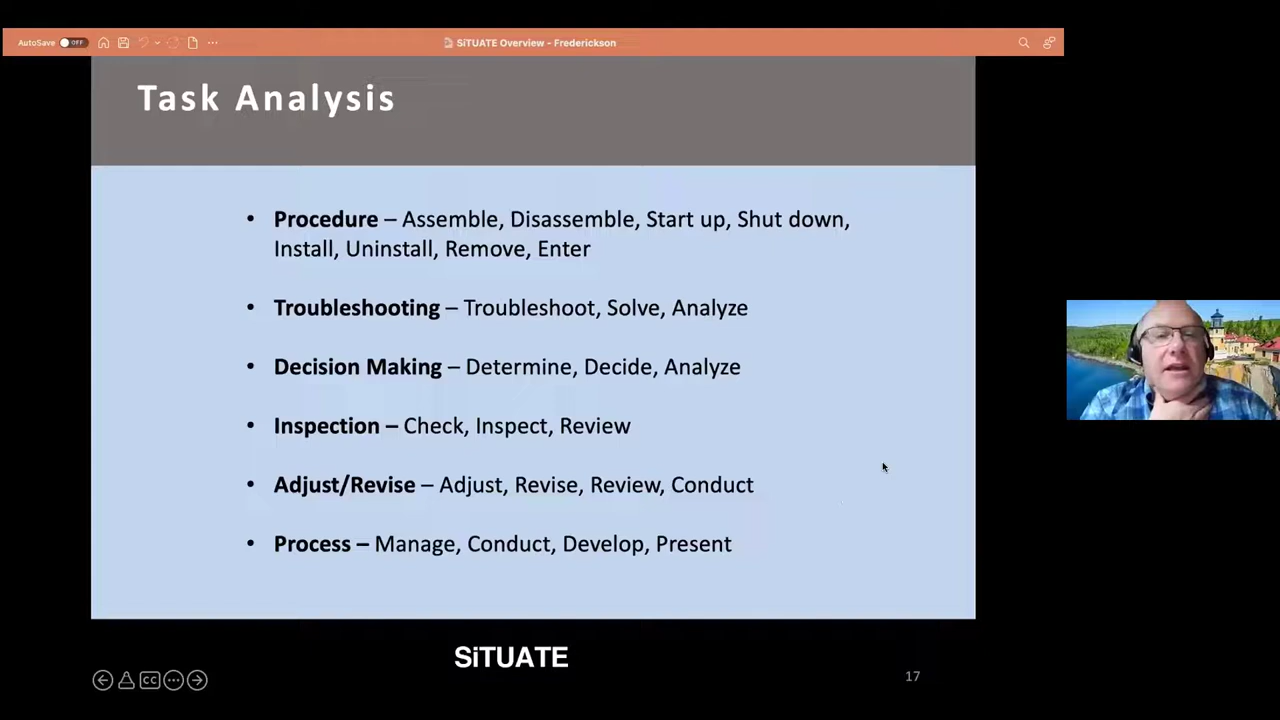 AutoSave OFF
SiTUATE Overview - Frederickson
Task Analysis
• Procedure – Assemble, Disassemble, Start up, Shut down,
Install, Uninstall, Remove, Enter
• Troubleshooting – Troubleshoot, Solve, Analyze
• Decision Making – Determine, Decide, Analyze
• Inspection – Check, Inspect, Review
• Adjust/Revise – Adjust, Revise, Review, Conduct
• Process – Manage, Conduct, Develop, Present
SiTUATE
CC
17